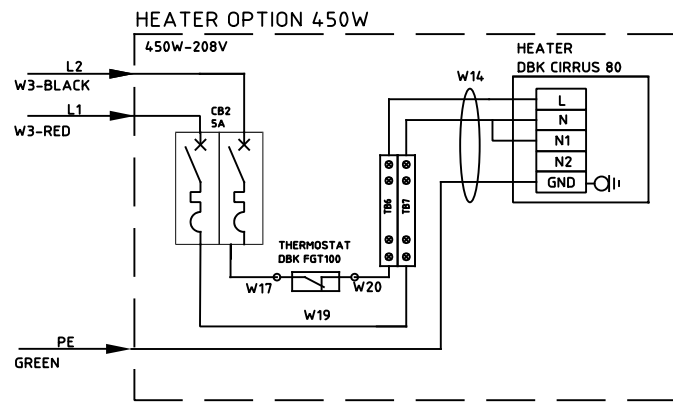 HEATER OPTION 450W
450W-208V
HEATER
DBK CIRRUS 80
L2
W3-BLACK
W14
L1
W3-RED
CB2
5A
L
N
N1
N2
GND
TB6
TB7
THERMOSTAT
DBK FGT100
W17
W20
W19
PE
GREEN